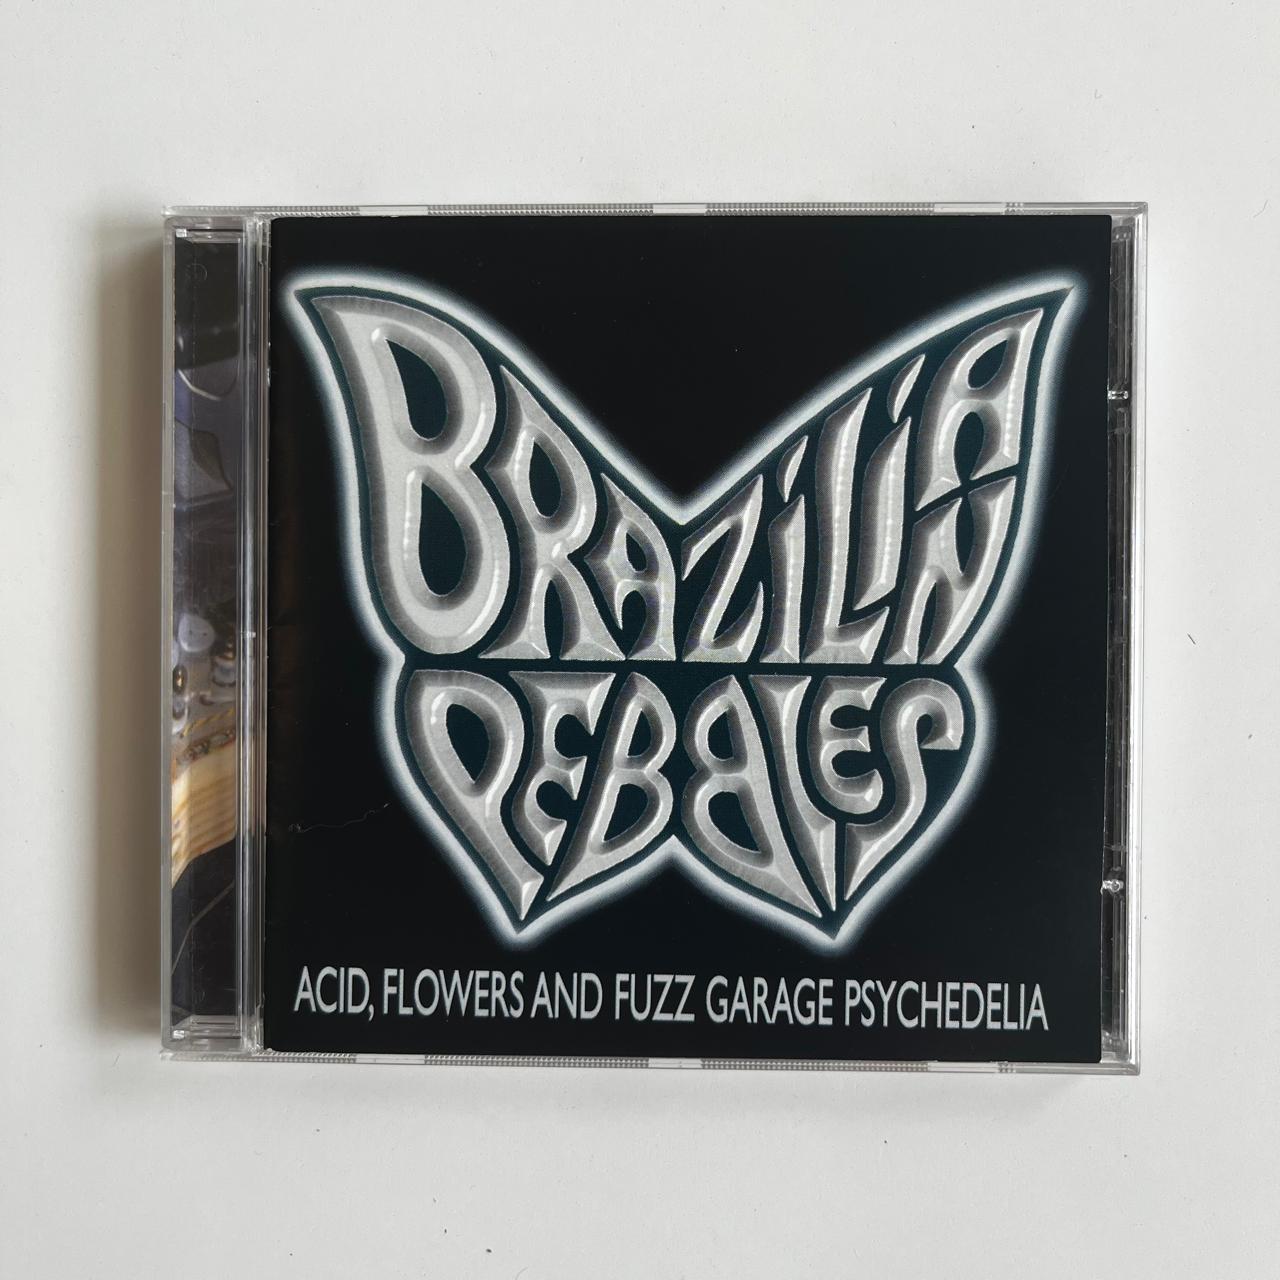 BRAZILIAN
PEBBLES
ACID, FLOWERS AND FUZZ GARAGE PSYCHEDELIA